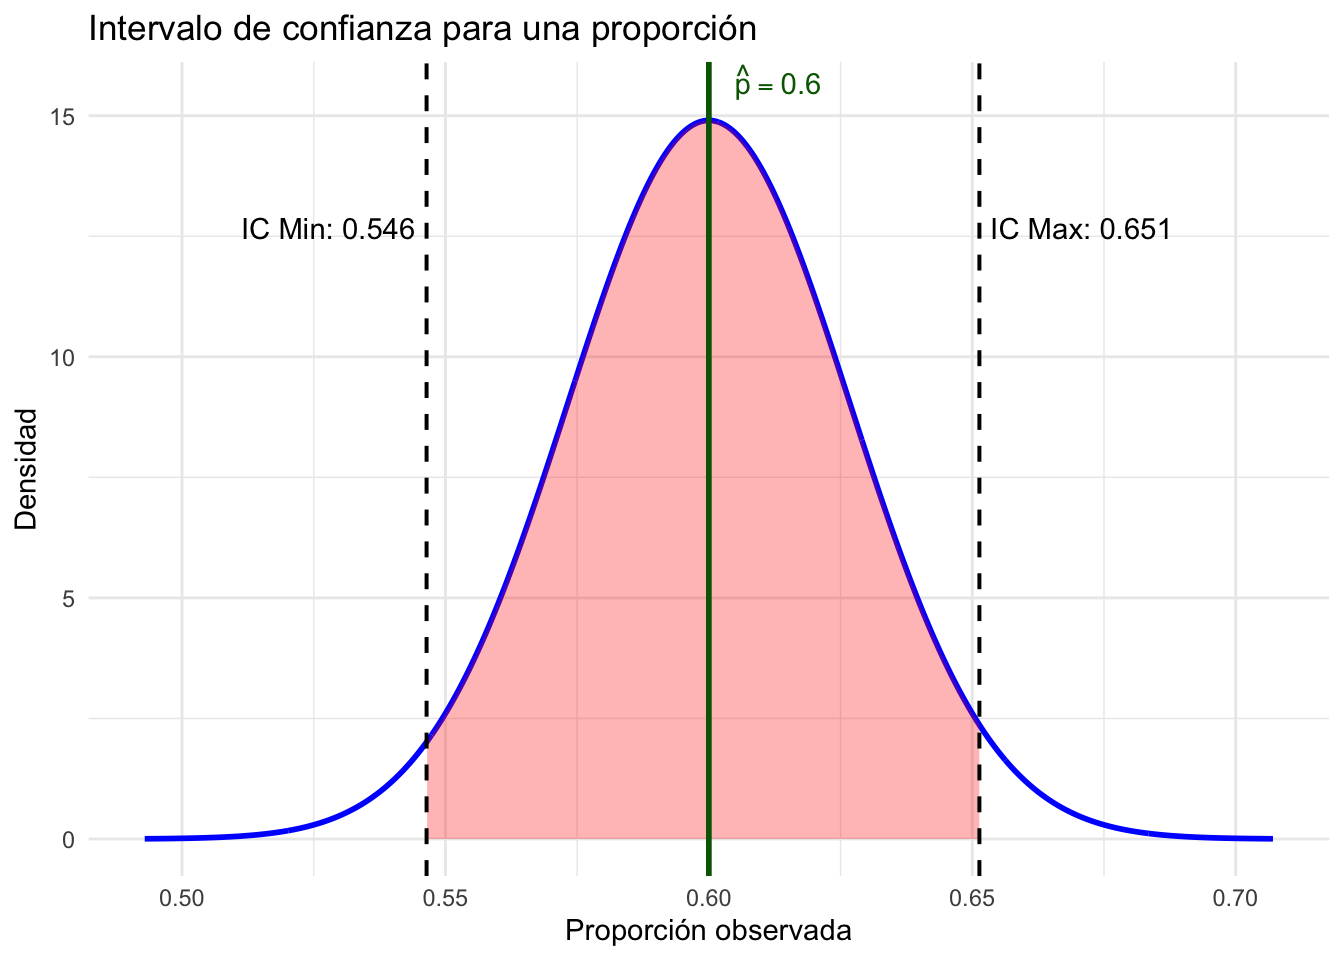 Intervalo de confianza para una proporción
p̂ = 0.6
15
IC Min: 0.546
IC Max: 0.651
10
Densidad
5
0
0.50
0.55
0.60
0.65
0.70
Proporción observada